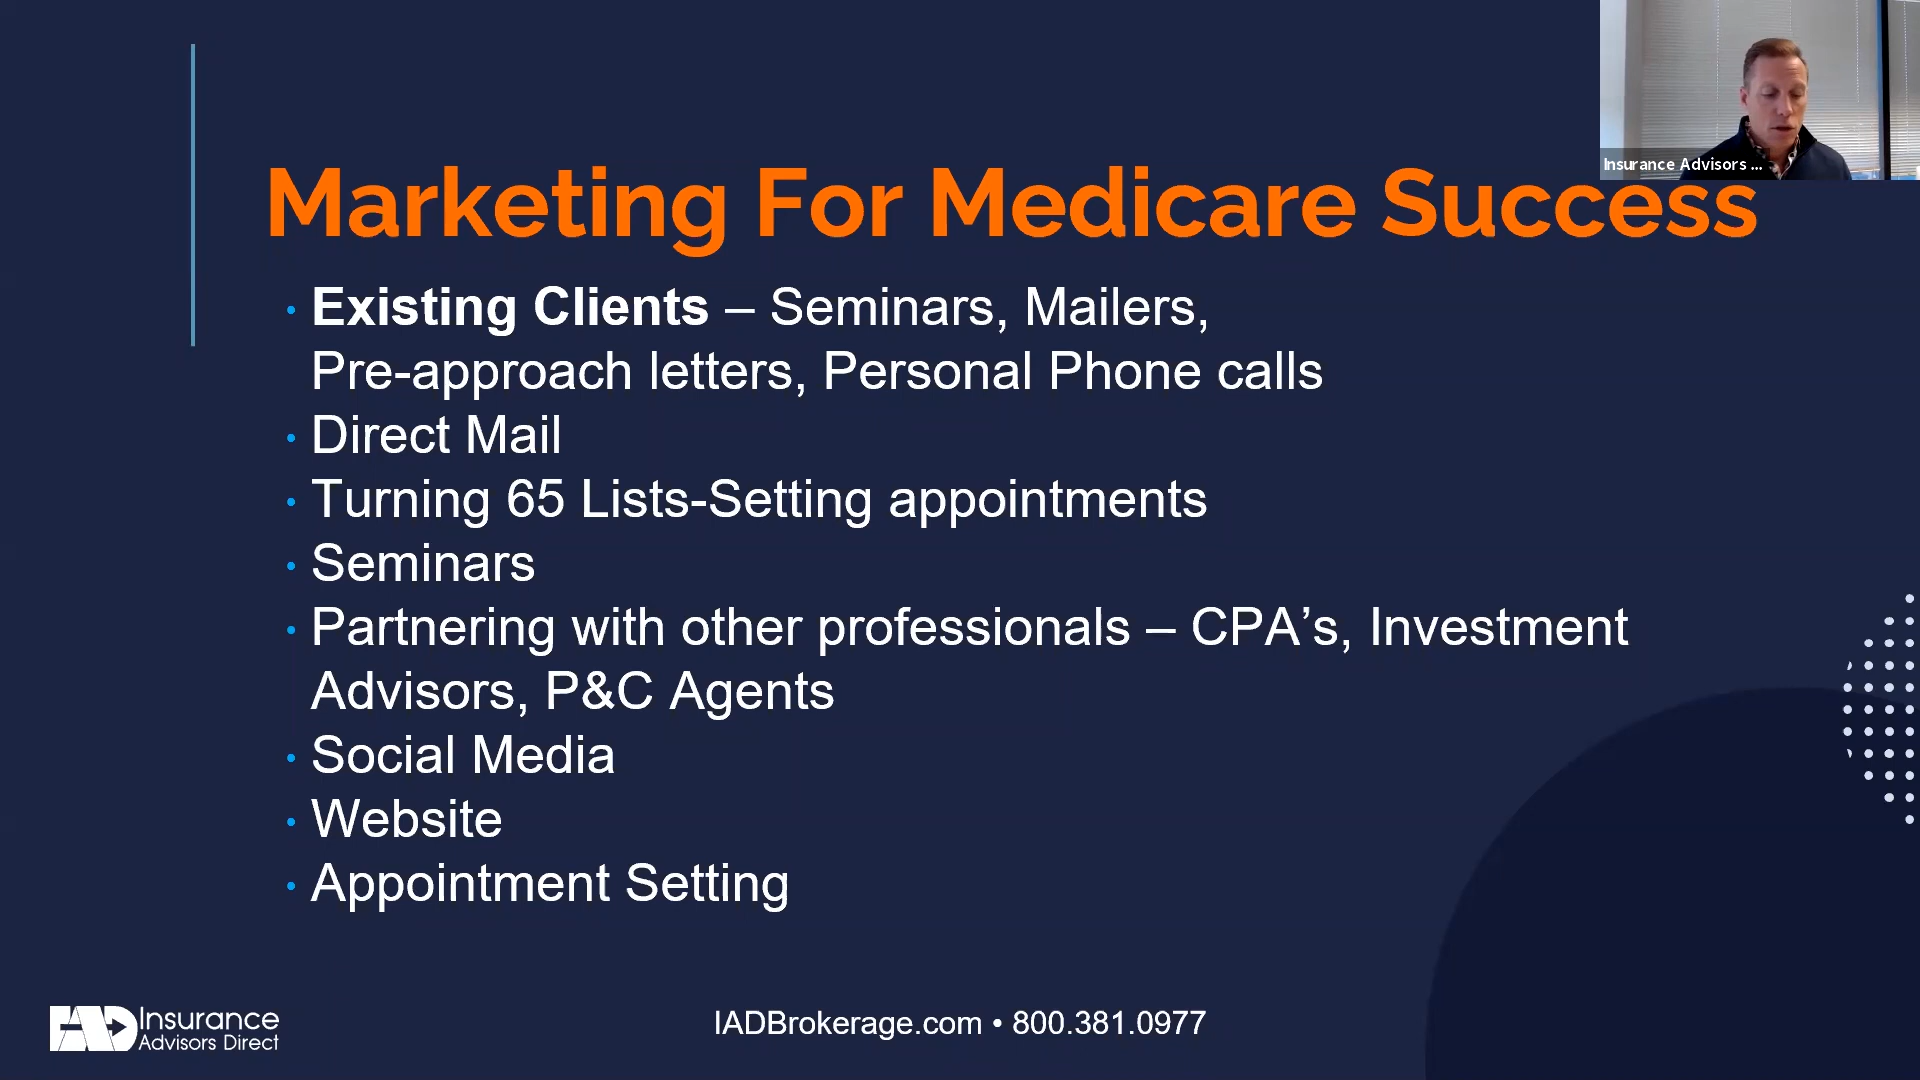 Insurance Advisors ...
Marketing For Medicare Success
• Existing Clients – Seminars, Mailers,
Pre-approach letters, Personal Phone calls
• Direct Mail
• Turning 65 Lists-Setting appointments
• Seminars
• Partnering with other professionals – CPA’s, Investment
Advisors, P&C Agents
• Social Media
• Website
• Appointment Setting
IAD Insurance
Advisors Direct
IADBrokerage.com • 800.381.0977